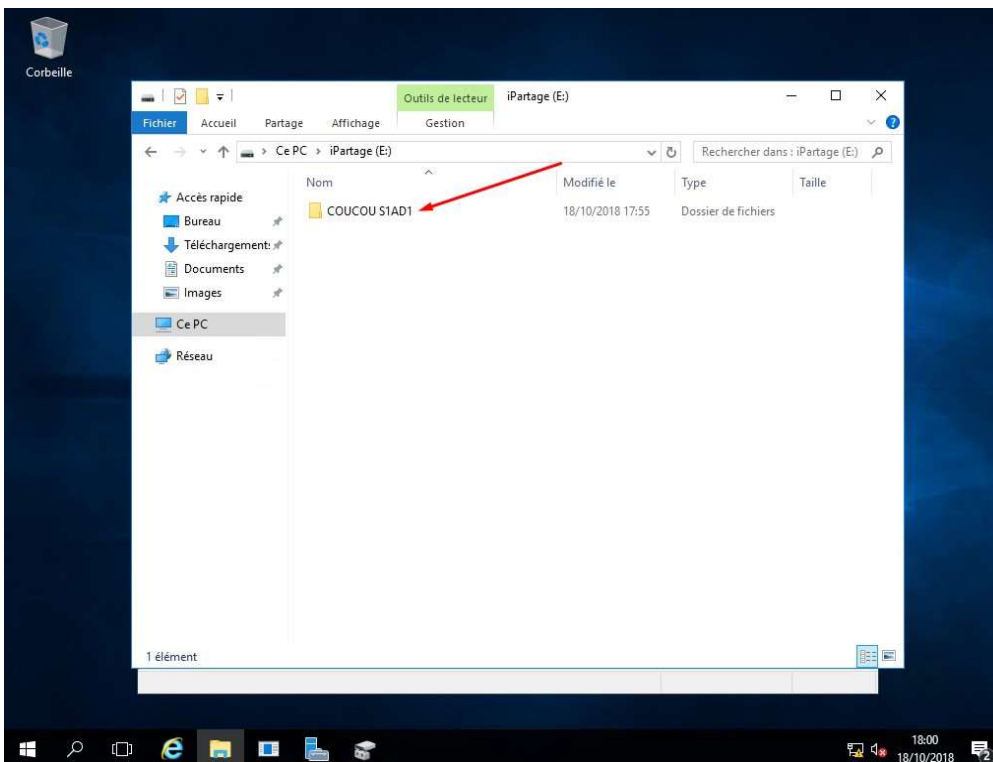 Corbeille
Outils de lecteur iPartage (E:)
Fichier Accueil Partage Affichage Gestion
Ce PC > iPartage (E:) Rechercher dans : iPartage (E:)
Nom Modifié le Type Taille
Accès rapide
COUCOU S1AD1 18/10/2018 17:55 Dossier de fichiers
Bureau
Téléchargements
Documents
Images
Ce PC
Réseau
1 élément
18:00
18/10/2018
2